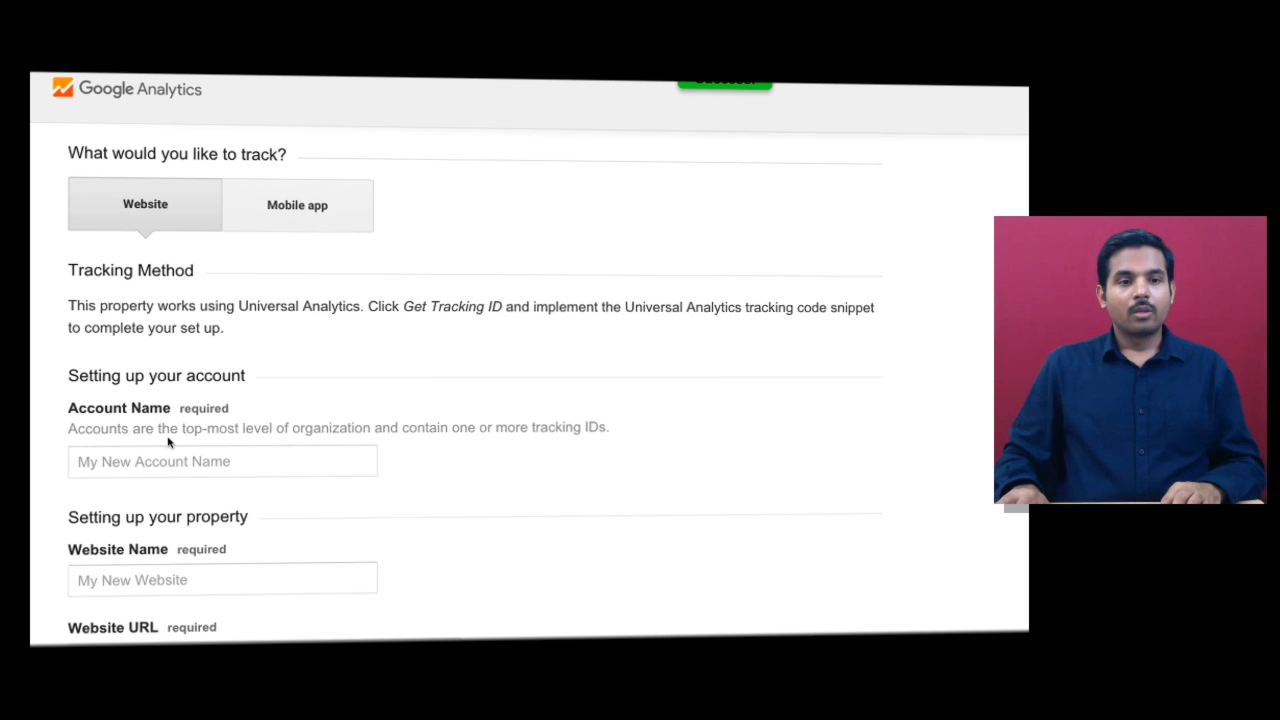 Google Analytics
What would you like to track?
Website
Mobile app
Tracking Method
This property works using Universal Analytics. Click Get Tracking ID and implement the Universal Analytics tracking code snippet
to complete your set up.
Setting up your account
Account Name required
Accounts are the top-most level of organization and contain one or more tracking IDs.
My New Account Name
Setting up your property
Website Name required
My New Website
Website URL required